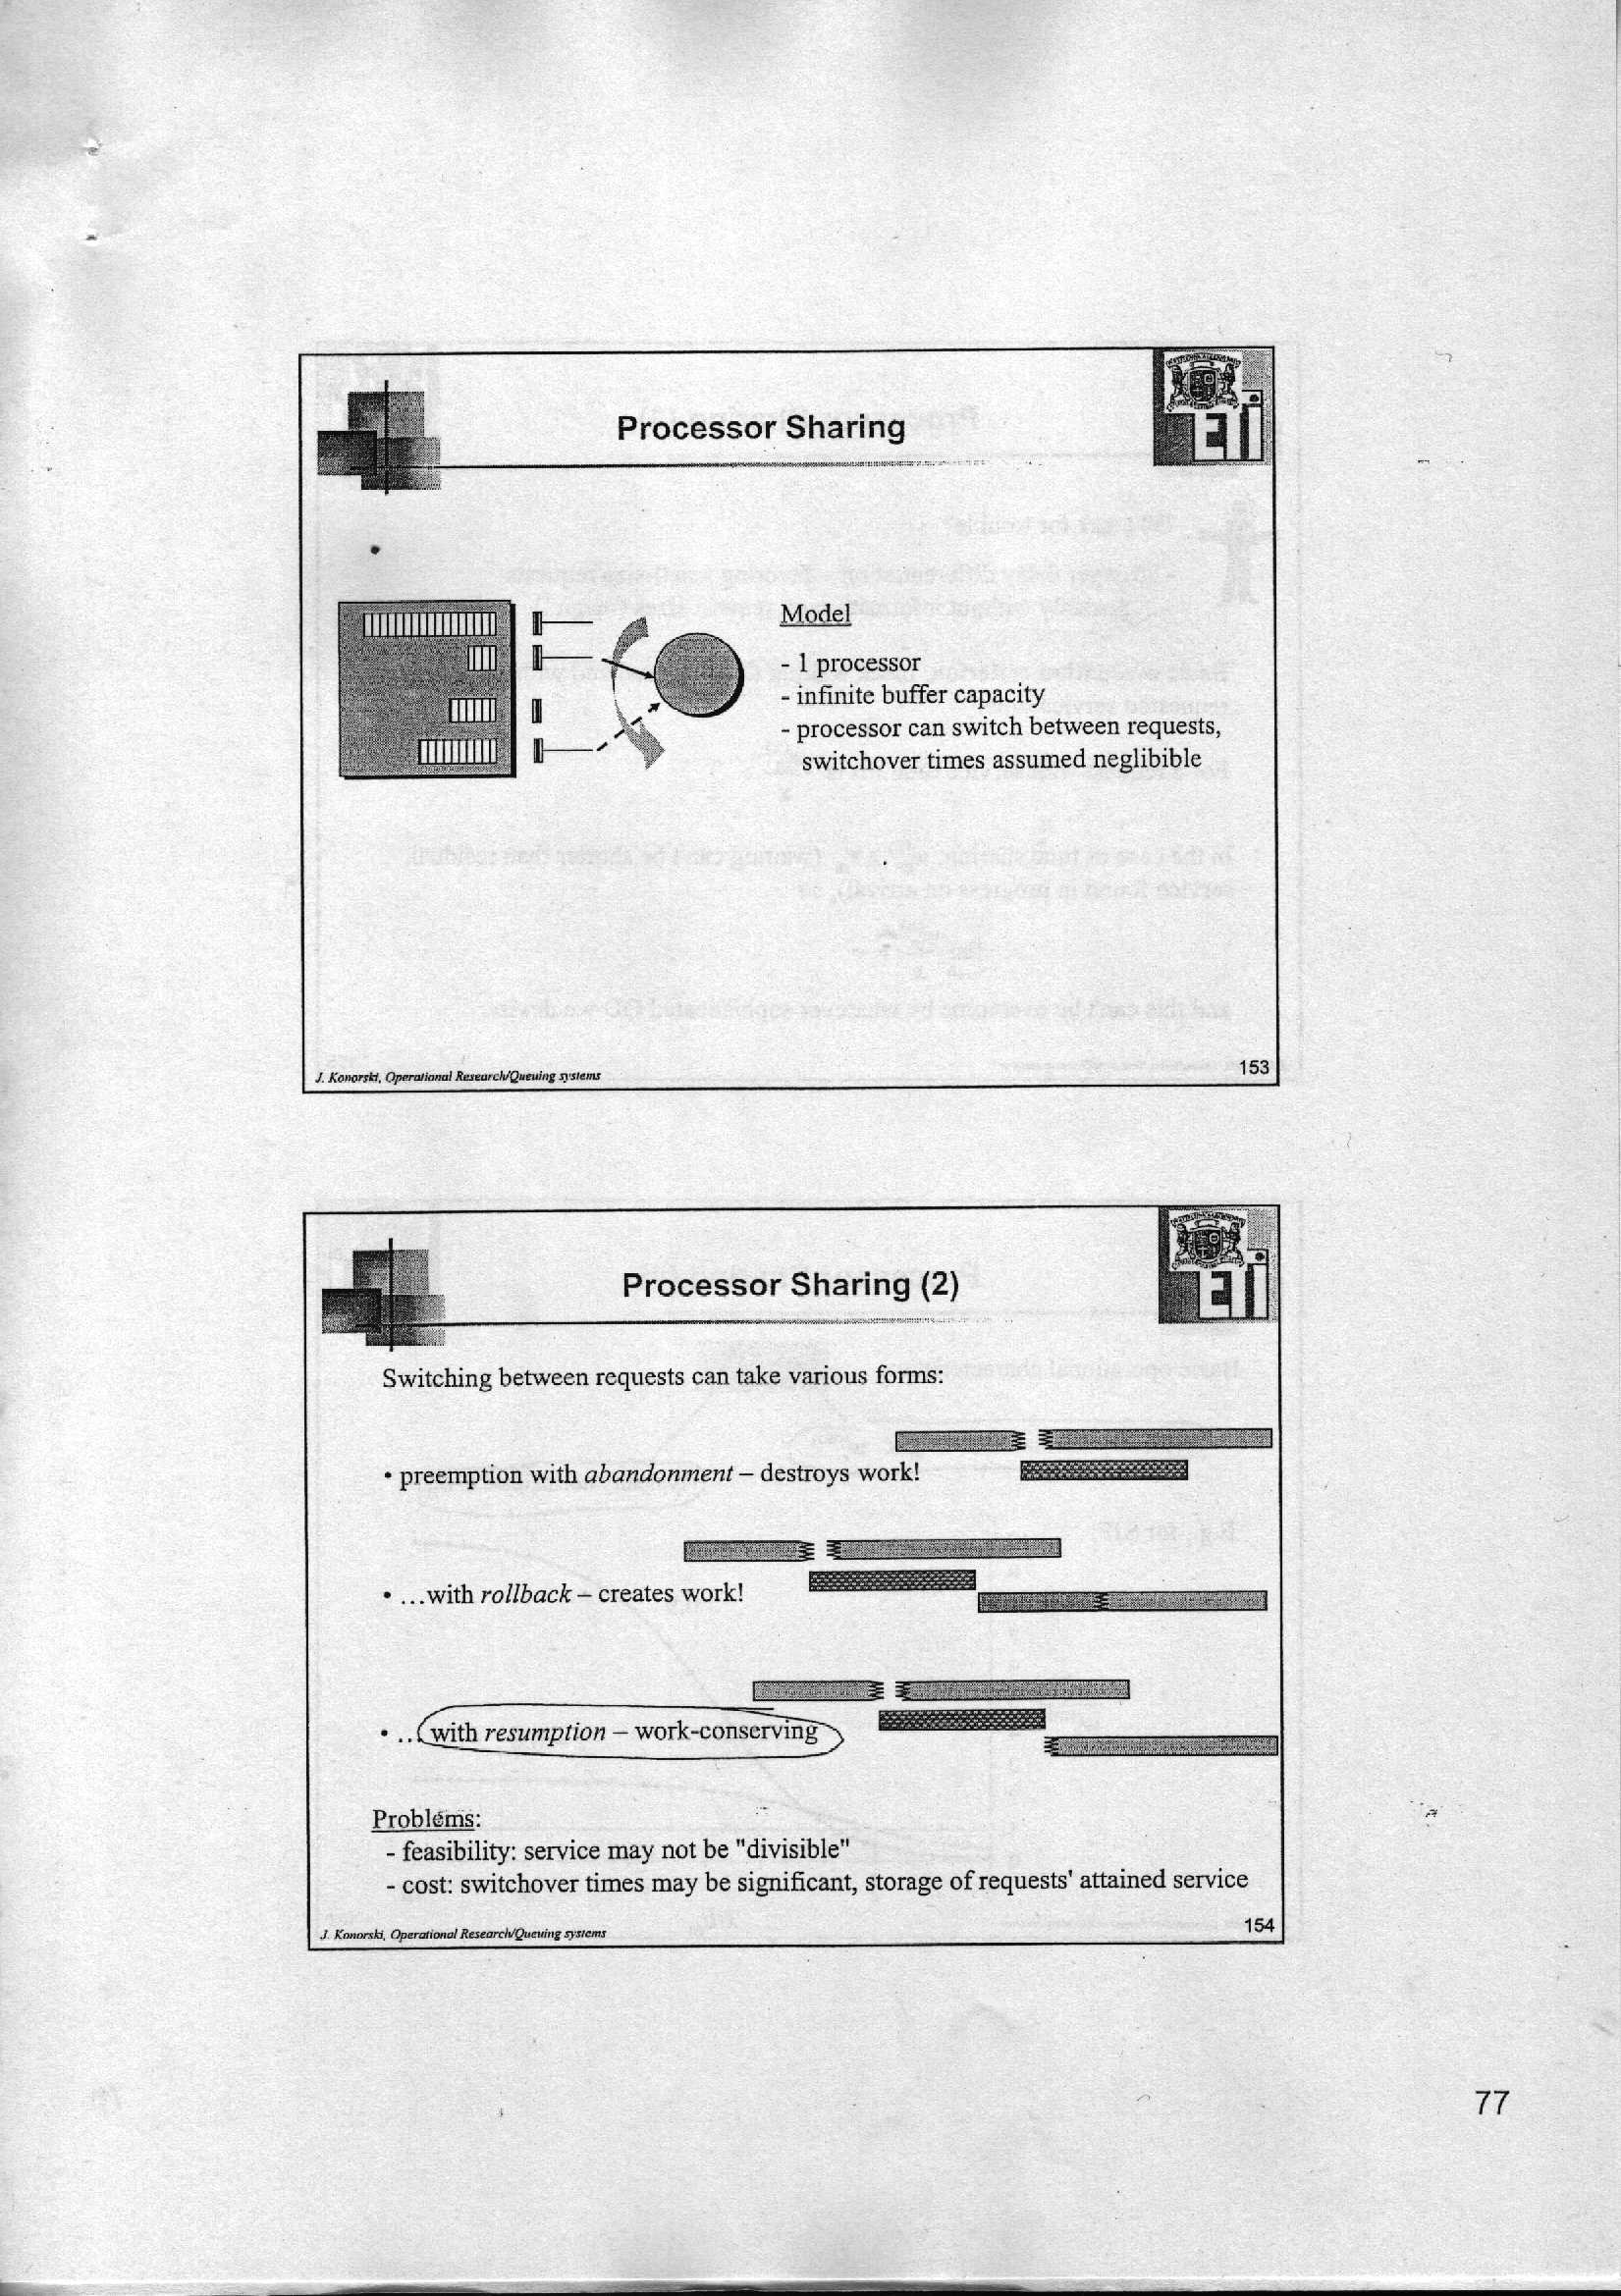 Processor Sharing
ETI
Model
- 1 processor
- infinite buffer capacity
- processor can switch between requests,
switchover times assumed neglibible
J. Konorski, Operational Research/Queuing systems
153
Processor Sharing (2)
ETI
Switching between requests can take various forms:
• preemption with abandonment – destroys work!
• ...with rollback – creates work!
• ...with resumption – work-conserving
Problems:
- feasibility: service may not be "divisible"
- cost: switchover times may be significant, storage of requests' attained service
J. Konorski, Operational Research/Queuing systems
154
77